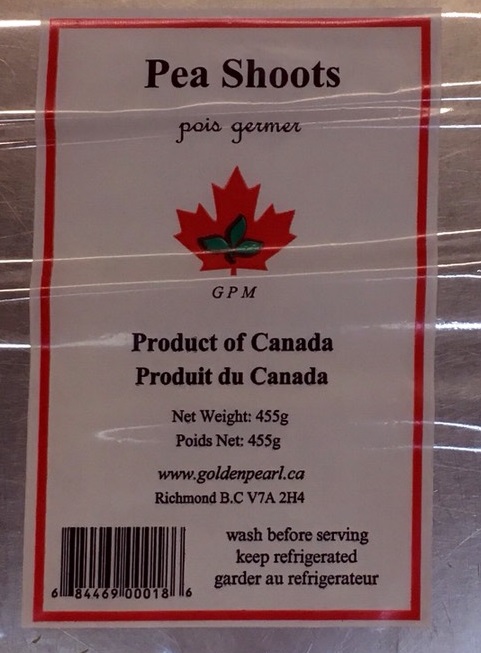 Pea Shoots
pois germer
GPM
Product of Canada
Produit du Canada
Net Weight: 455g
Poids Net: 455g
www.goldenpearl.ca
Richmond B.C V7A 2H4
wash before serving
keep refrigerated
garder au refrigerateur
6 84469 00018 6